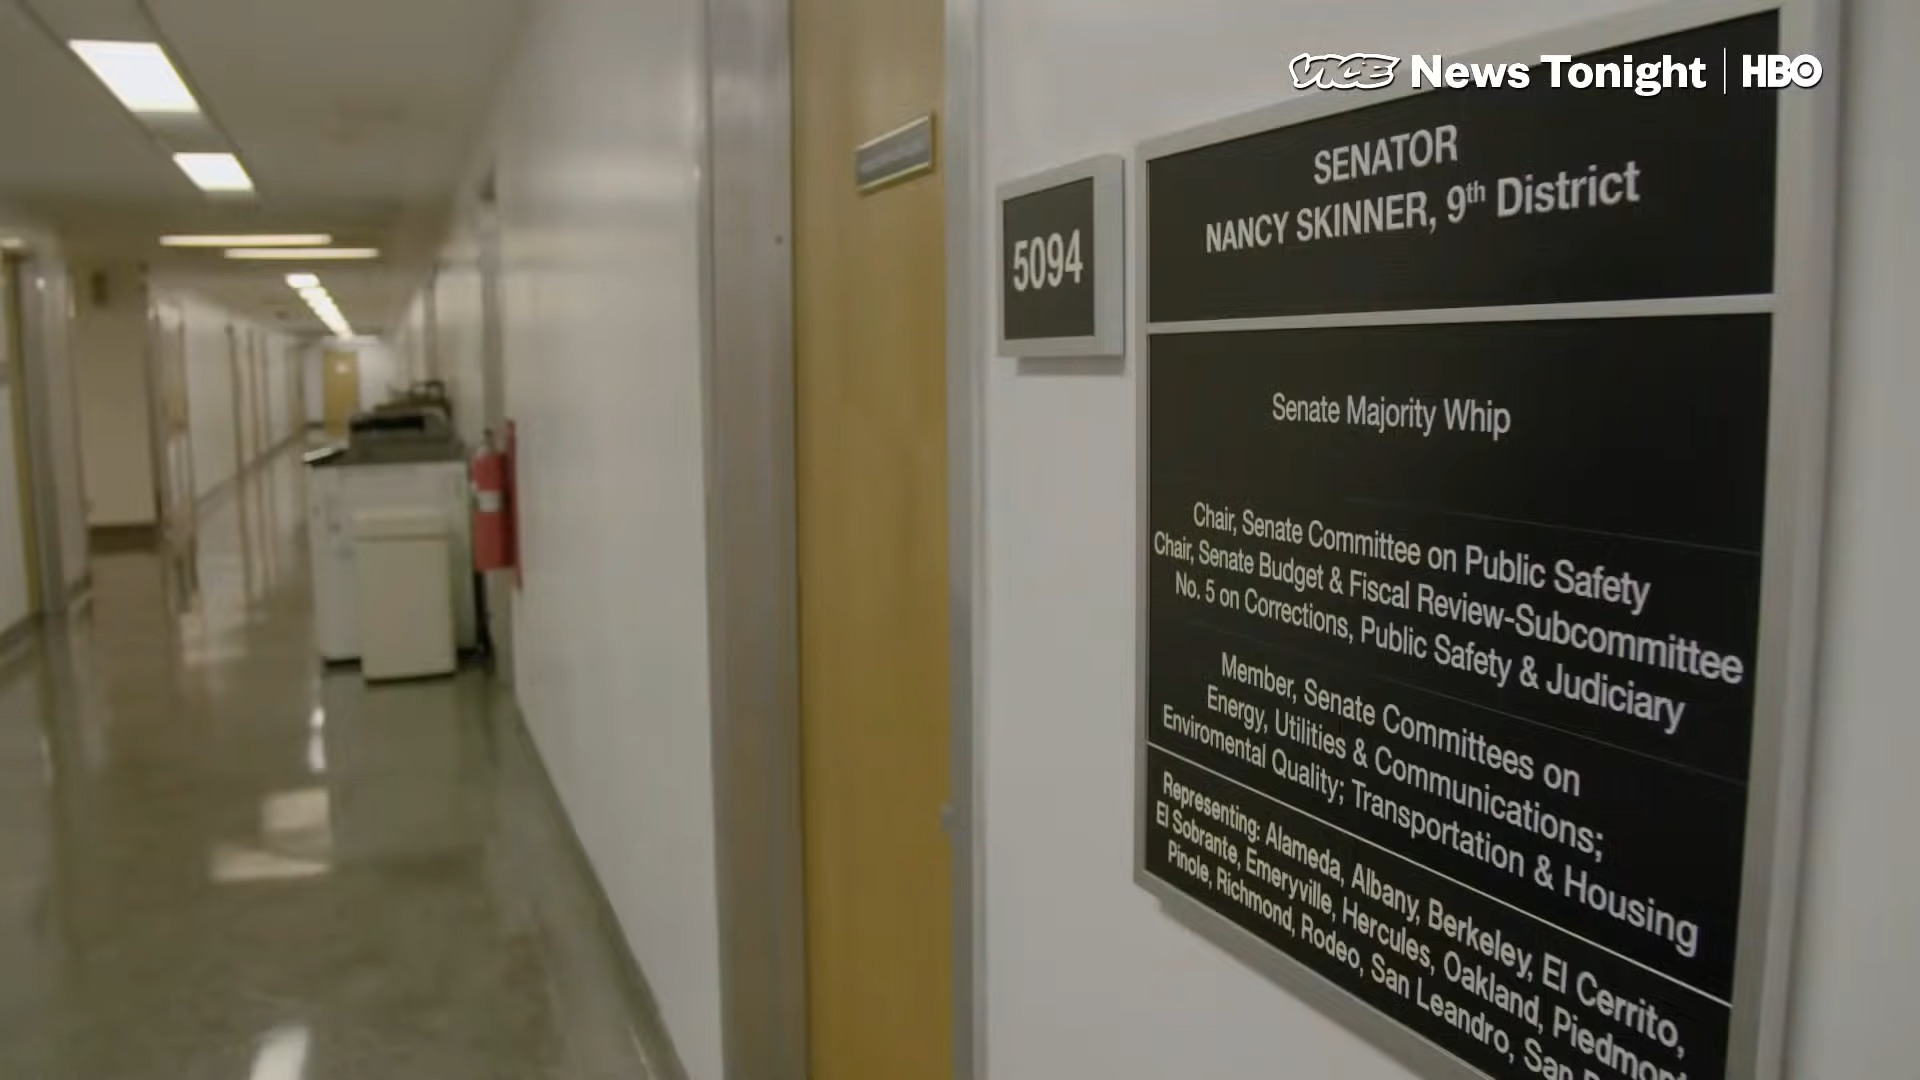 VICE News Tonight | HBO
SENATOR
NANCY SKINNER, 9th District
5094
Senate Majority Whip
Chair, Senate Committee on Public Safety
Chair, Senate Budget & Fiscal Review-Subcommittee
No. 5 on Corrections, Public Safety & Judiciary
Member, Senate Committees on
Energy, Utilities & Communications;
Enviromental Quality; Transportation & Housing
Representing: Alameda, Albany, Berkeley, El Cerrito,
El Sobrante, Emeryville, Hercules, Oakland, Piedmont
Pinole, Richmond, Rodeo, San Leandro, San